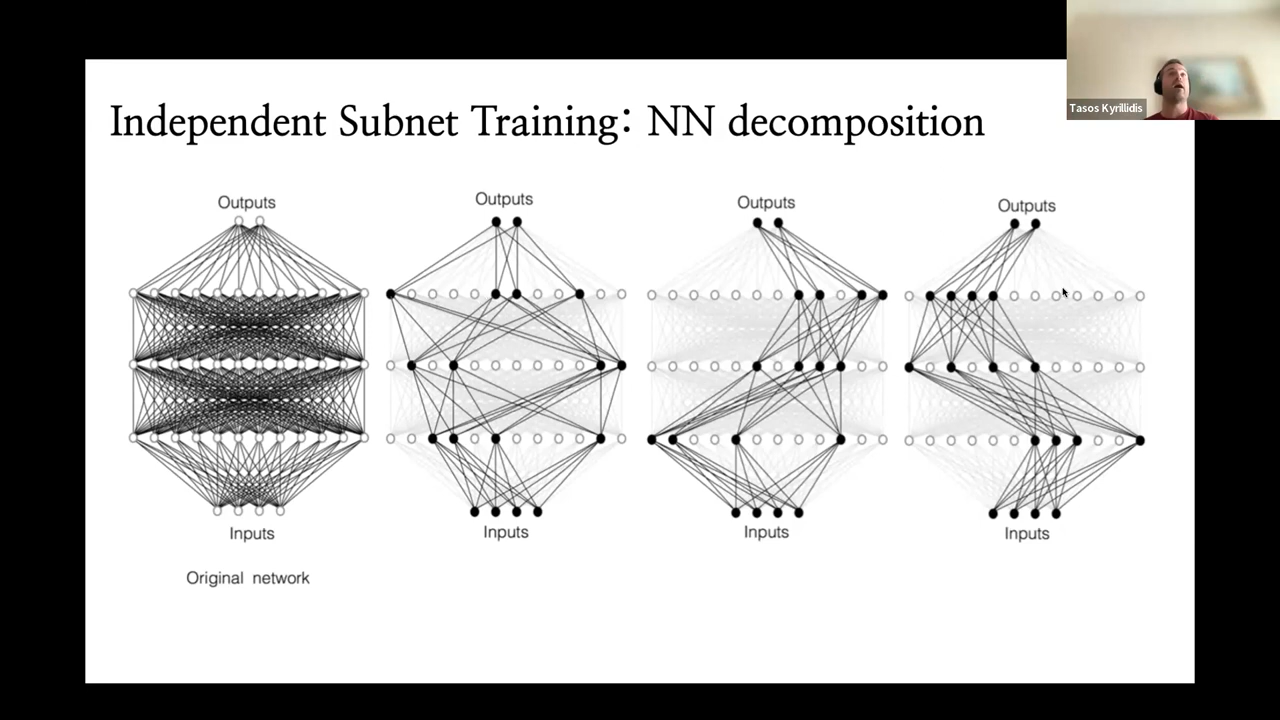 Tasos Kyrillidis
Independent Subnet Training: NN decomposition
Outputs
Outputs
Outputs
Outputs
Inputs
Inputs
Inputs
Inputs
Original network